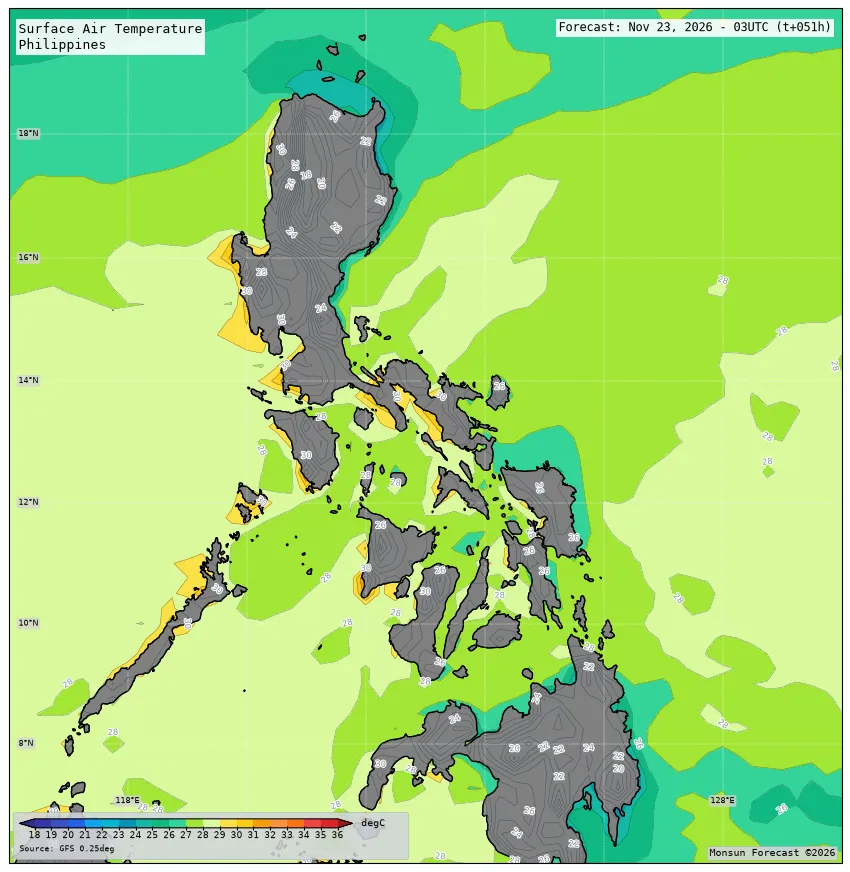 Surface Air Temperature
Philippines
Forecast: Nov 23, 2026 - 03UTC (t+051h)
18°N
16°N
14°N
12°N
10°N
8°N
118°E
128°E
degC
18 19 20 21 22 23 24 25 26 27 28 29 30 31 32 33 34 35 36
Source: GFS 0.25deg
Monsun Forecast ©2026